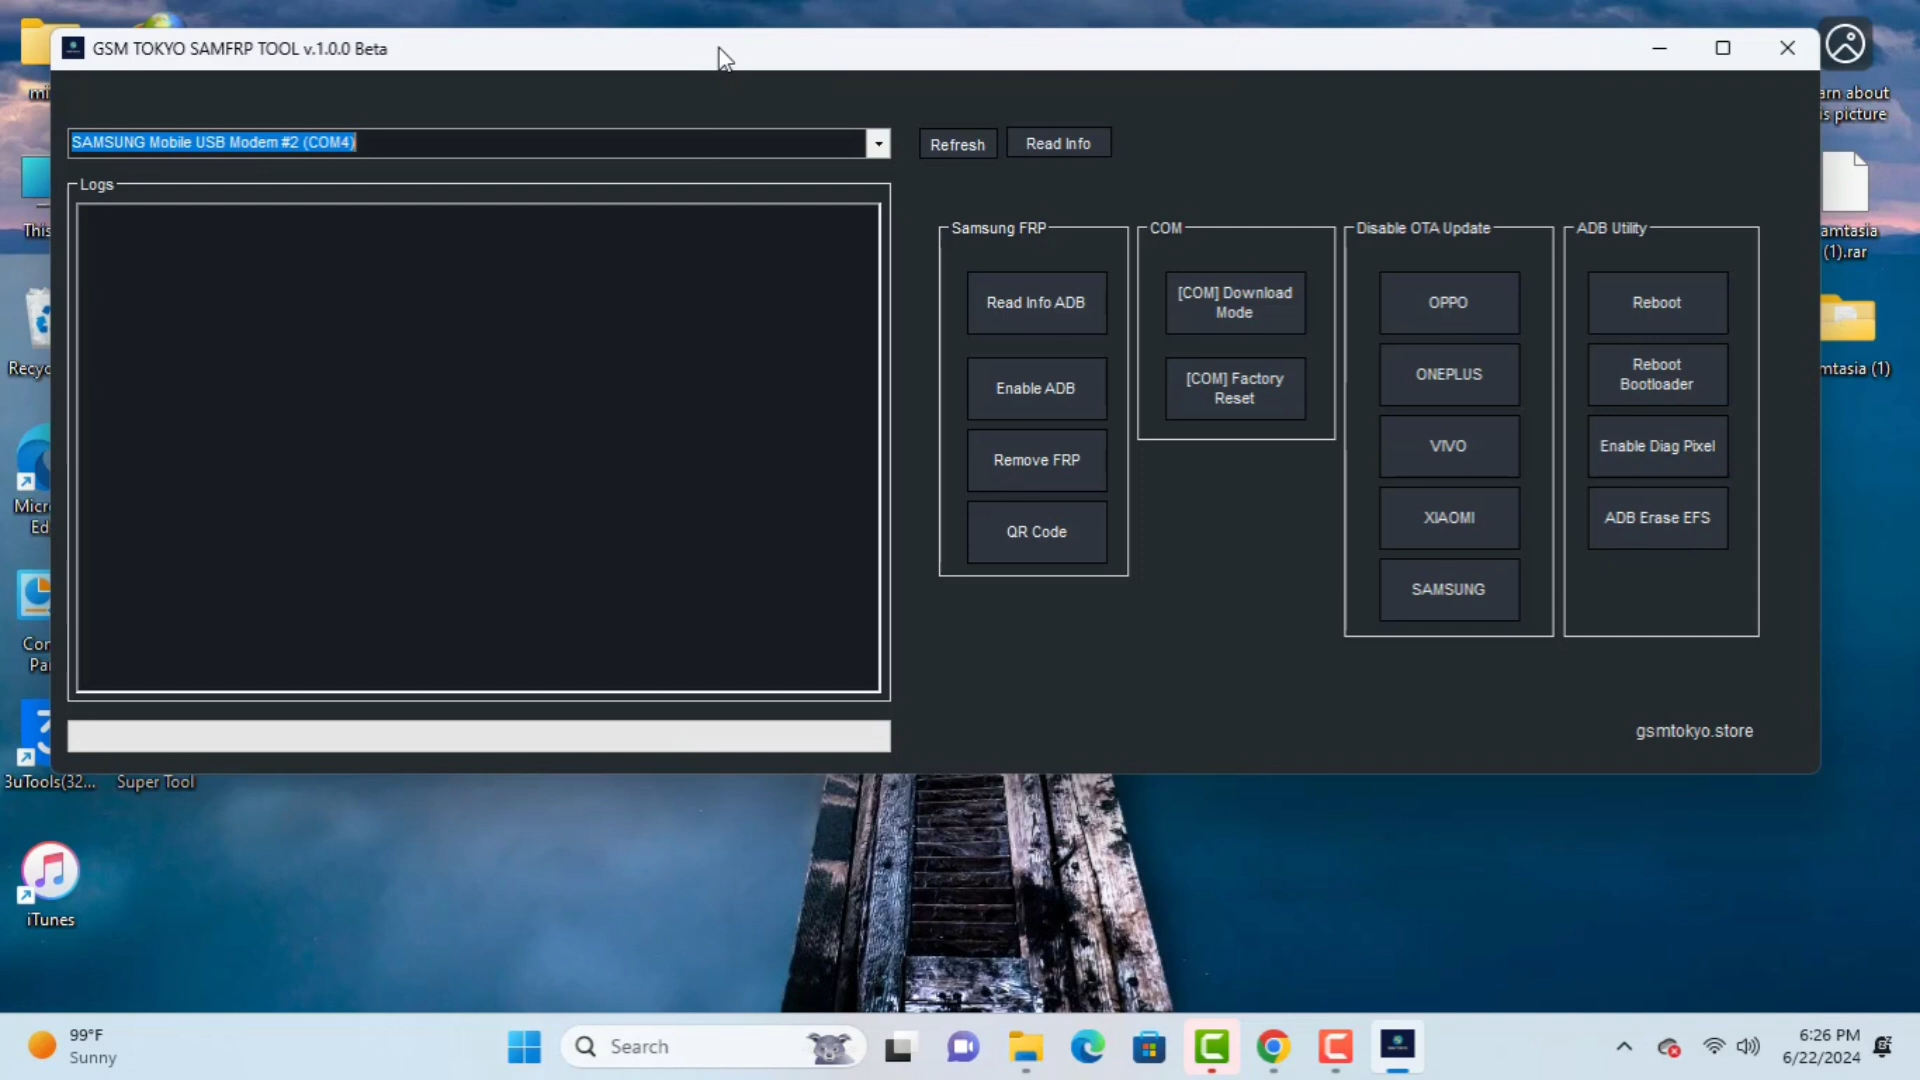 GSM TOKYO SAMFRP TOOL v.1.0.0 Beta
SAMSUNG Mobile USB Modem #2 (COM4)
Refresh
Read Info
Logs
Samsung FRP
Read Info ADB
Enable ADB
Remove FRP
QR Code
COM
[COM] Download
Mode
[COM] Factory
Reset
Disable OTA Update
OPPO
ONEPLUS
VIVO
XIAOMI
SAMSUNG
ADB Utility
Reboot
Reboot
Bootloader
Enable Diag Pixel
ADB Erase EFS
gsmtokyo.store
This
Recyc
Micr
Ed
Con
Pa
3uTools(32...
Super Tool
iTunes
arn about
is picture
amtasia
(1).rar
mtasia (1)
99°F
Sunny
Search
6:26 PM
6/22/2024